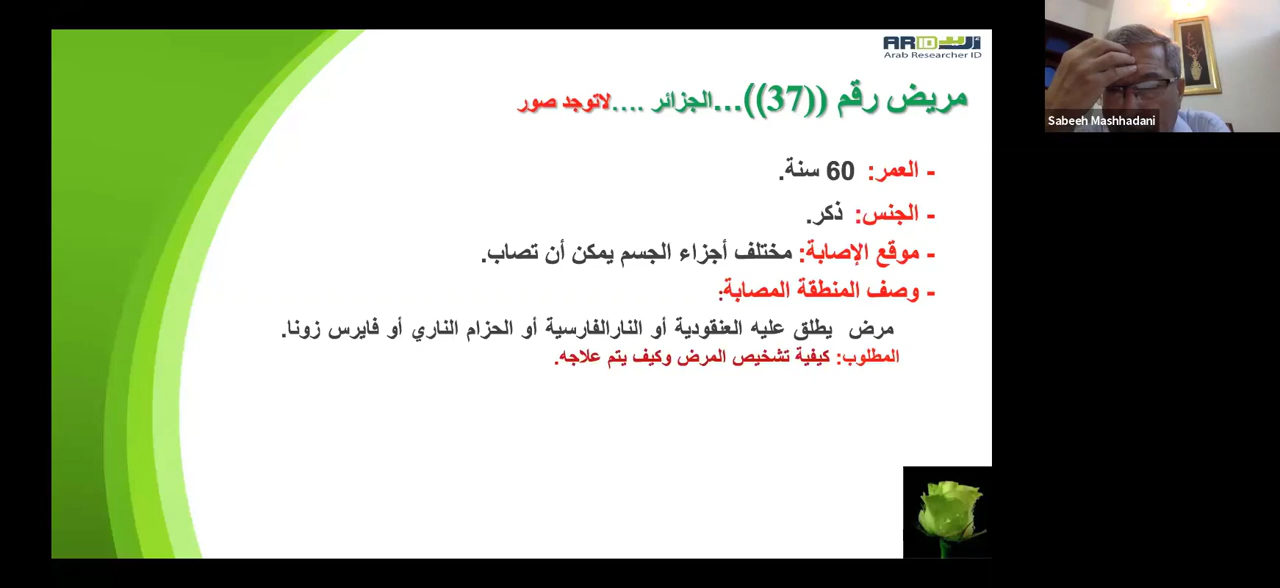 ARID أريد
Arab Researcher ID
مريض رقم ((37))...الجزائر ....لاتوجد صور
- العمر: 60 سنة.
- الجنس: ذكر.
- موقع الإصابة: مختلف أجزاء الجسم يمكن أن تصاب.
- وصف المنطقة المصابة:
مرض يطلق عليه العنقودية أو النارالفارسية أو الحزام الناري أو فايرس زونا.
المطلوب: كيفية تشخيص المرض وكيف يتم علاجه.
Sabeeh Mashhadani